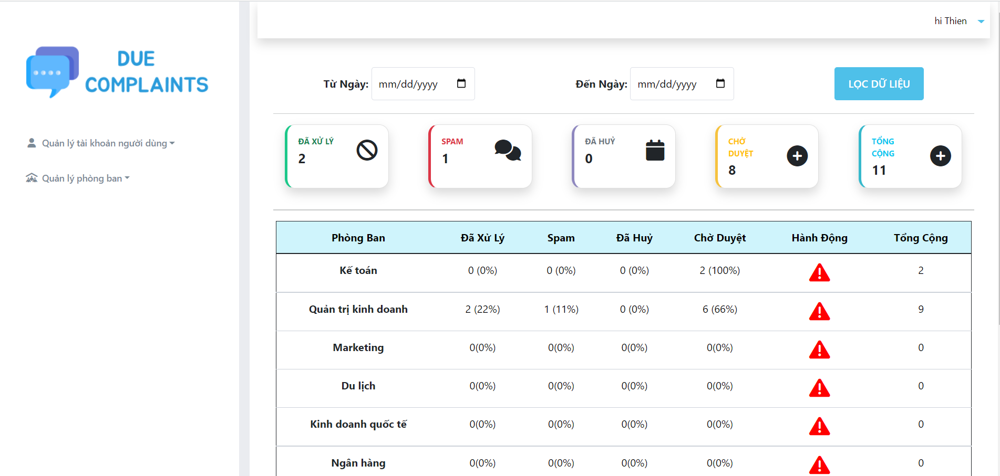 hi Thien
DUE
COMPLAINTS
Quản lý tài khoản người dùng
Quản lý phòng ban
Từ Ngày: mm/dd/yyyy Đến Ngày: mm/dd/yyyy LỌC DỮ LIỆU
ĐÃ XỬ LÝ
2
SPAM
1
ĐÃ HUỶ
0
CHỜ
DUYỆT
8
TỔNG
CỘNG
11
Phòng Ban Đã Xử Lý Spam Đã Huỷ Chờ Duyệt Hành Động Tổng Cộng
Kế toán 0 (0%) 0 (0%) 0 (0%) 2 (100%) 2
Quản trị kinh doanh 2 (22%) 1 (11%) 0 (0%) 6 (66%) 9
Marketing 0(0%) 0(0%) 0(0%) 0(0%) 0
Du lịch 0(0%) 0(0%) 0(0%) 0(0%) 0
Kinh doanh quốc tế 0(0%) 0(0%) 0(0%) 0(0%) 0
Ngân hàng 0(0%) 0(0%) 0(0%) 0(0%) 0